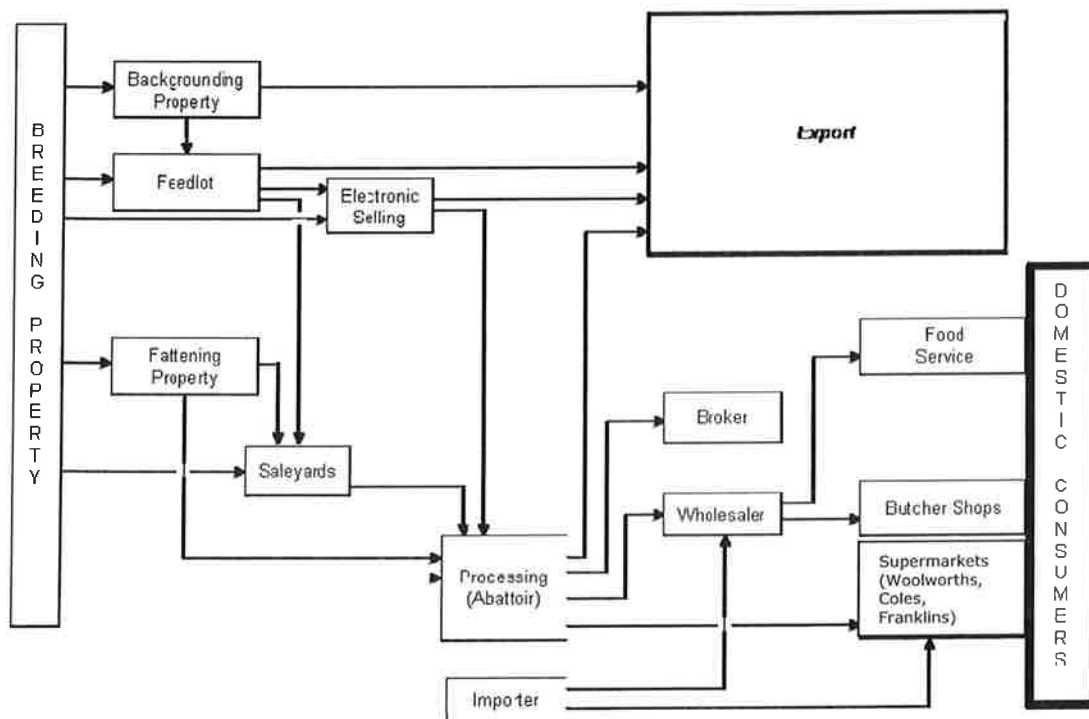 BREEDING PROPERTY
Backgrounding
Property
Export
Feedlot
Electronic
Selling
DOMESTIC CONSUMERS
Food
Service
Fattening
Property
Broker
Saleyards
Wholesaler
Butcher Shops
Processing
(Abattoir)
Supermarkets
(Woolworths,
Coles,
Franklins)
Importer